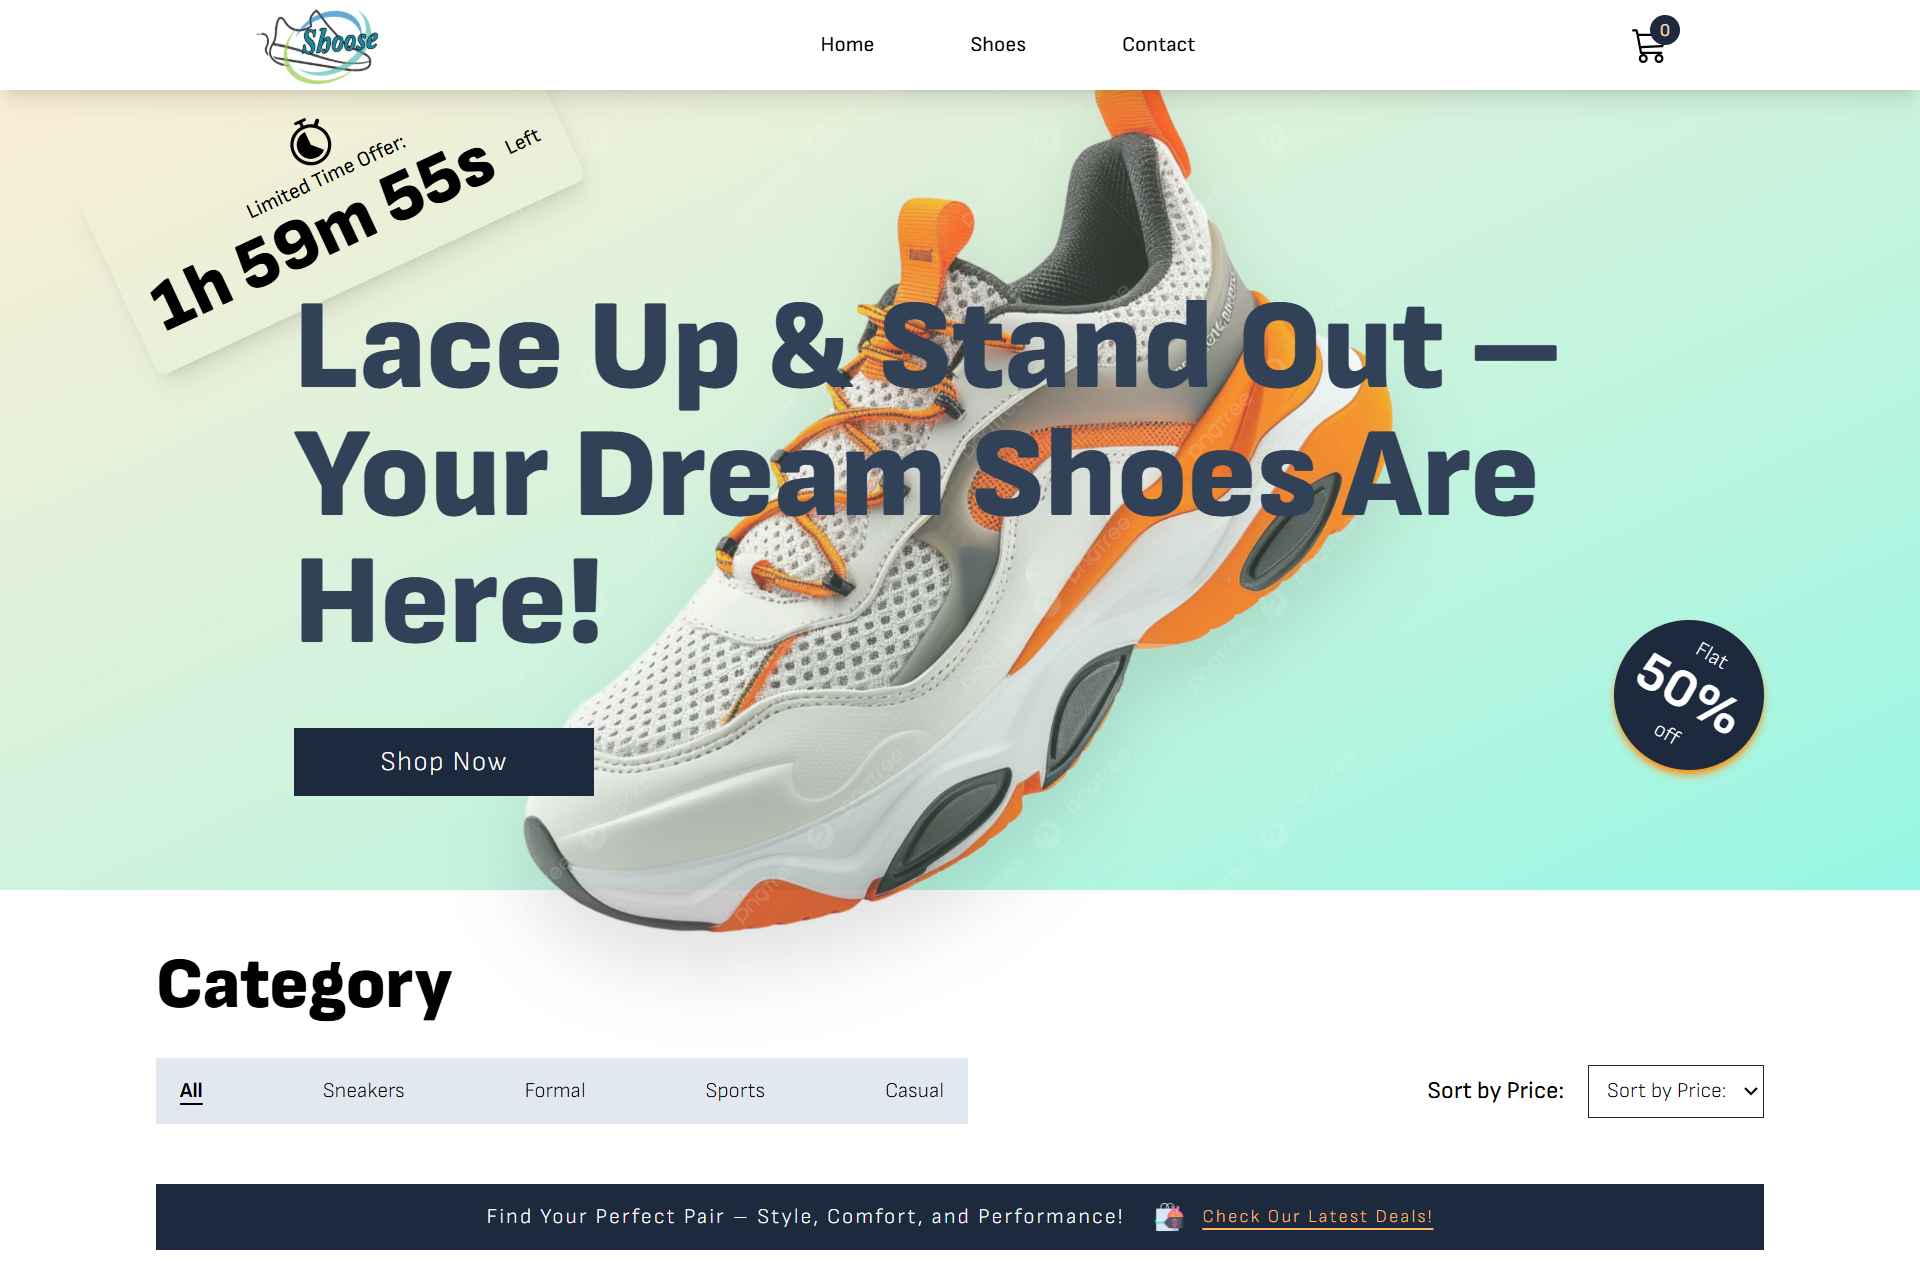 Shoose
Home
Shoes
Contact
0
Limited Time Offer:
1h 59m 55s Left
Lace Up & Stand Out –
Your Dream Shoes Are
Here!
Shop Now
Flat
50%
off
Category
All
Sneakers
Formal
Sports
Casual
Sort by Price:
Sort by Price:
Find Your Perfect Pair – Style, Comfort, and Performance!
Check Our Latest Deals!
pngtree